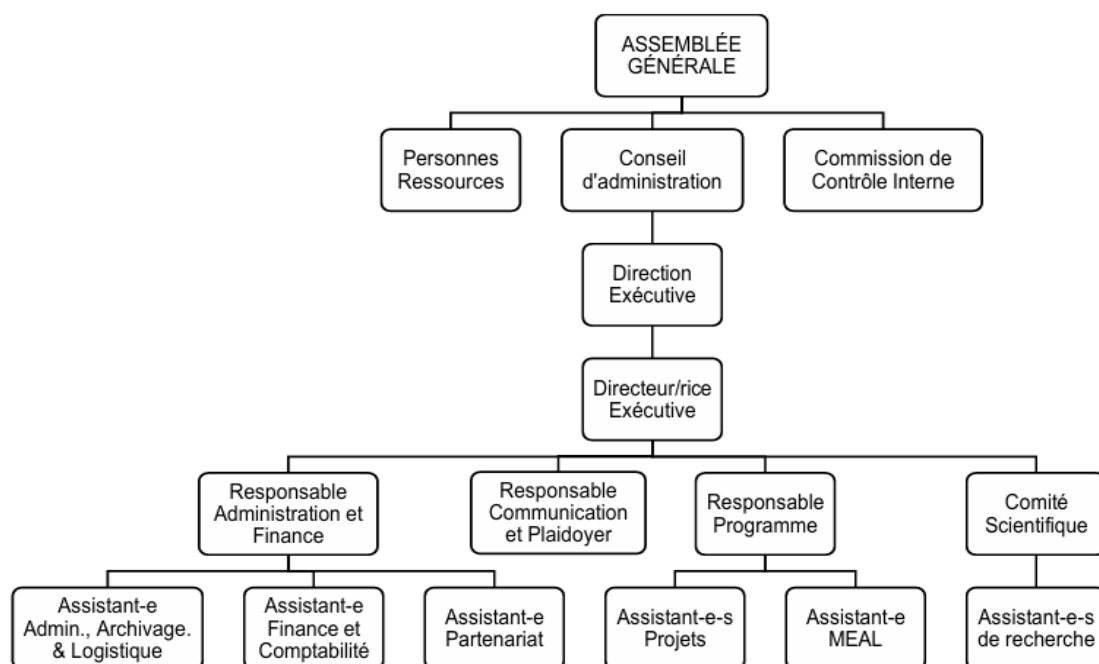 ASSEMBLÉE
GÉNÉRALE
Personnes
Ressources
Conseil
d'administration
Commission de
Contrôle Interne
Direction
Exécutive
Directeur/rice
Exécutive
Responsable
Administration et
Finance
Responsable
Communication
et Plaidoyer
Responsable
Programme
Comité
Scientifique
Assistant-e
Admin., Archivage.
& Logistique
Assistant-e
Finance et
Comptabilité
Assistant-e
Partenariat
Assistant-e-s
Projets
Assistant-e
MEAL
Assistant-e-s
de recherche